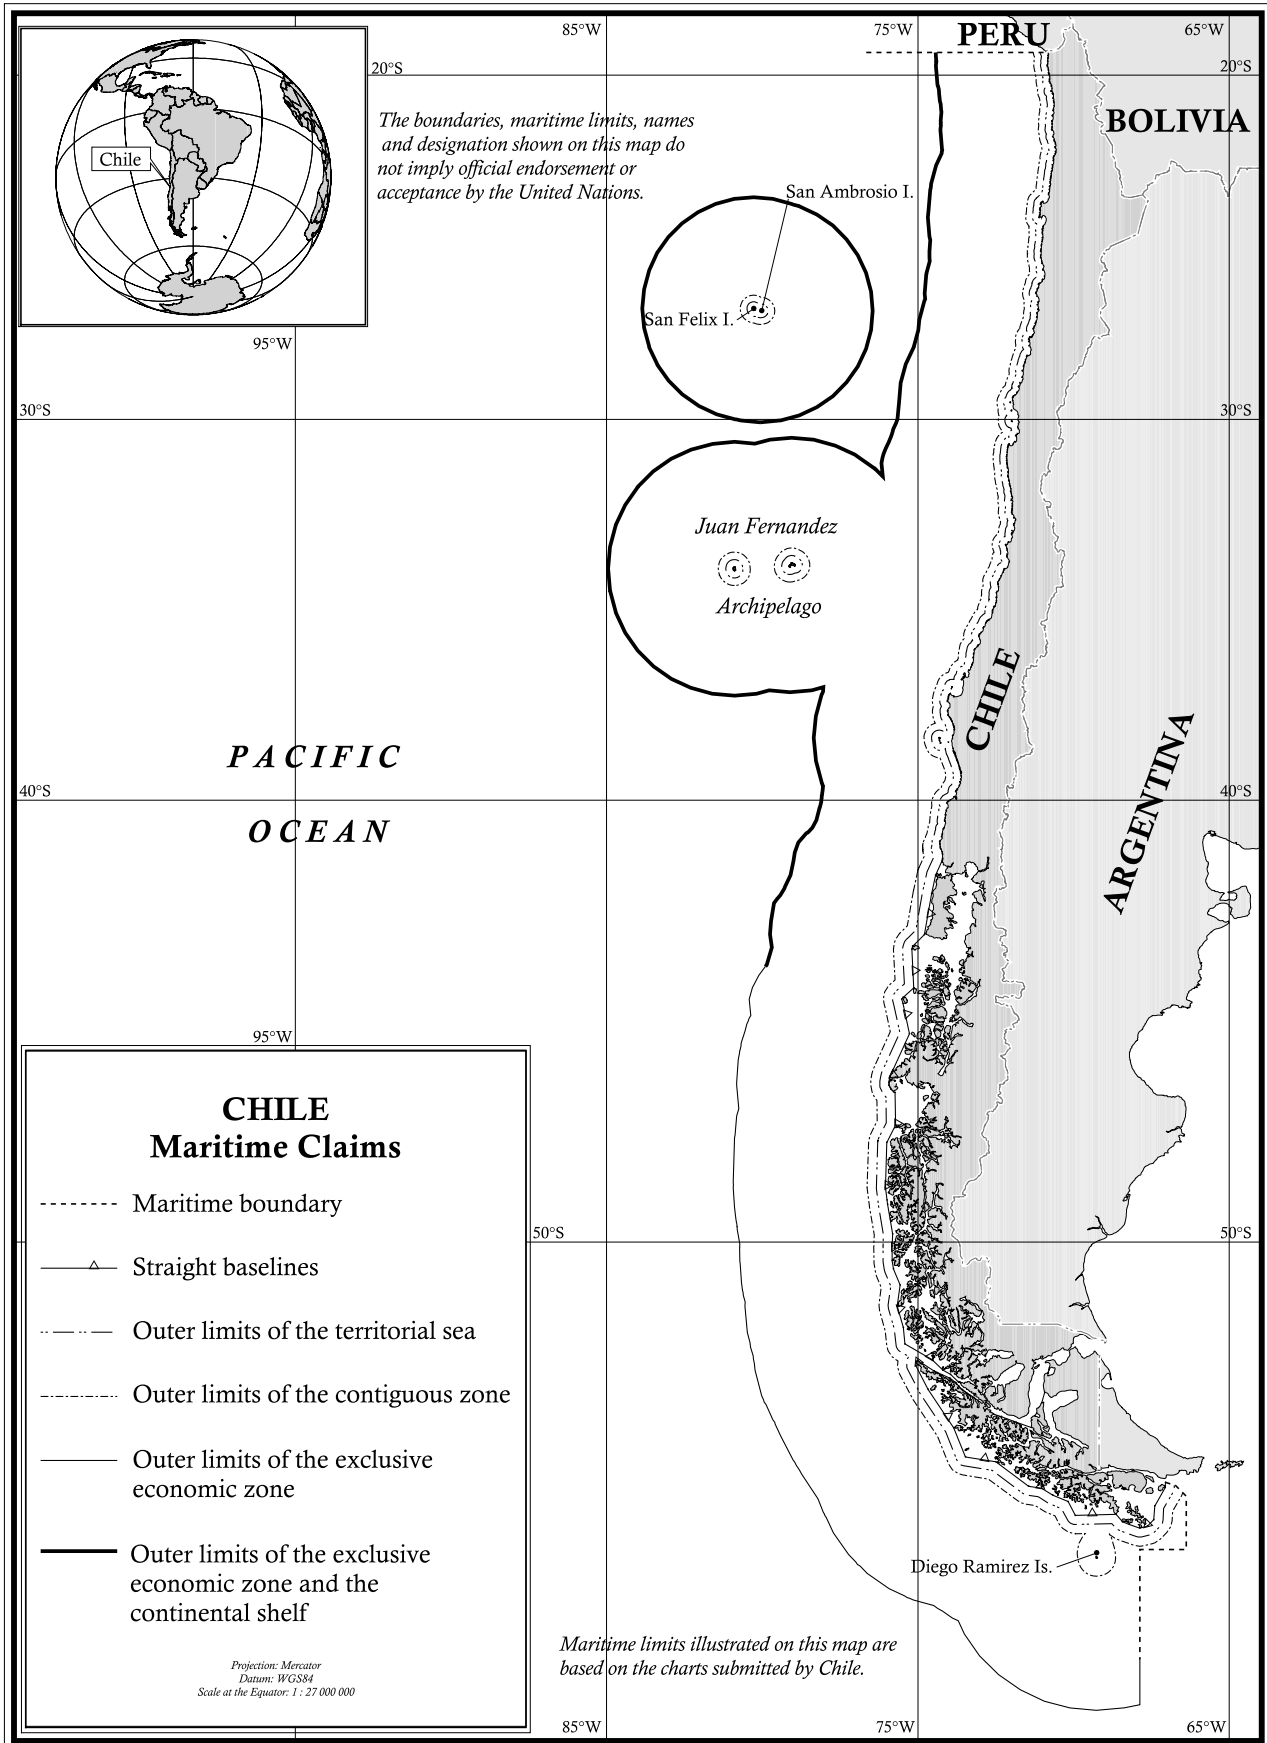 85°W
75°W
PERU
65°W
20°S
20°S
BOLIVIA
The boundaries, maritime limits, names
and designation shown on this map do
not imply official endorsement or
acceptance by the United Nations.
Chile
San Ambrosio I.
San Felix I.
95°W
30°S
30°S
Juan Fernandez
Archipelago
CHILE
ARGENTINA
PACIFIC
OCEAN
40°S
40°S
95°W
CHILE
Maritime Claims
Maritime boundary
Straight baselines
Outer limits of the territorial sea
Outer limits of the contiguous zone
Outer limits of the exclusive
economic zone
Outer limits of the exclusive
economic zone and the
continental shelf
Projection: Mercator
Datum: WGS84
Scale at the Equator: 1 : 27 000 000
50°S
50°S
Diego Ramirez Is.
Maritime limits illustrated on this map are
based on the charts submitted by Chile.
85°W
75°W
65°W